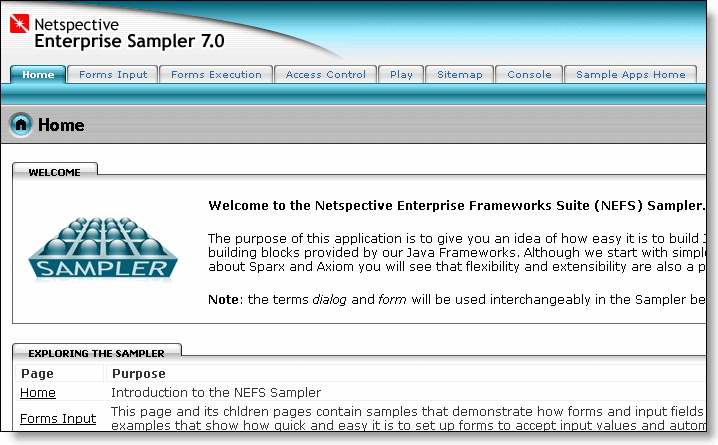 Netspective
Enterprise Sampler 7.0
Home Forms Input Forms Execution Access Control Play Sitemap Console Sample Apps Home
Home
WELCOME
SAMPLER
Welcome to the Netspective Enterprise Frameworks Suite (NEFS) Sampler.
The purpose of this application is to give you an idea of how easy it is to build
building blocks provided by our Java Frameworks. Although we start with simpl
about Sparx and Axiom you will see that flexibility and extensibility are also a p
Note: the terms dialog and form will be used interchangeably in the Sampler be
EXPLORING THE SAMPLER
Page Purpose
Home Introduction to the NEFS Sampler
Forms Input This page and its chldren pages contain samples that demonstrate how forms and input fields
examples that show how quick and easy it is to set up forms to accept input values and autom